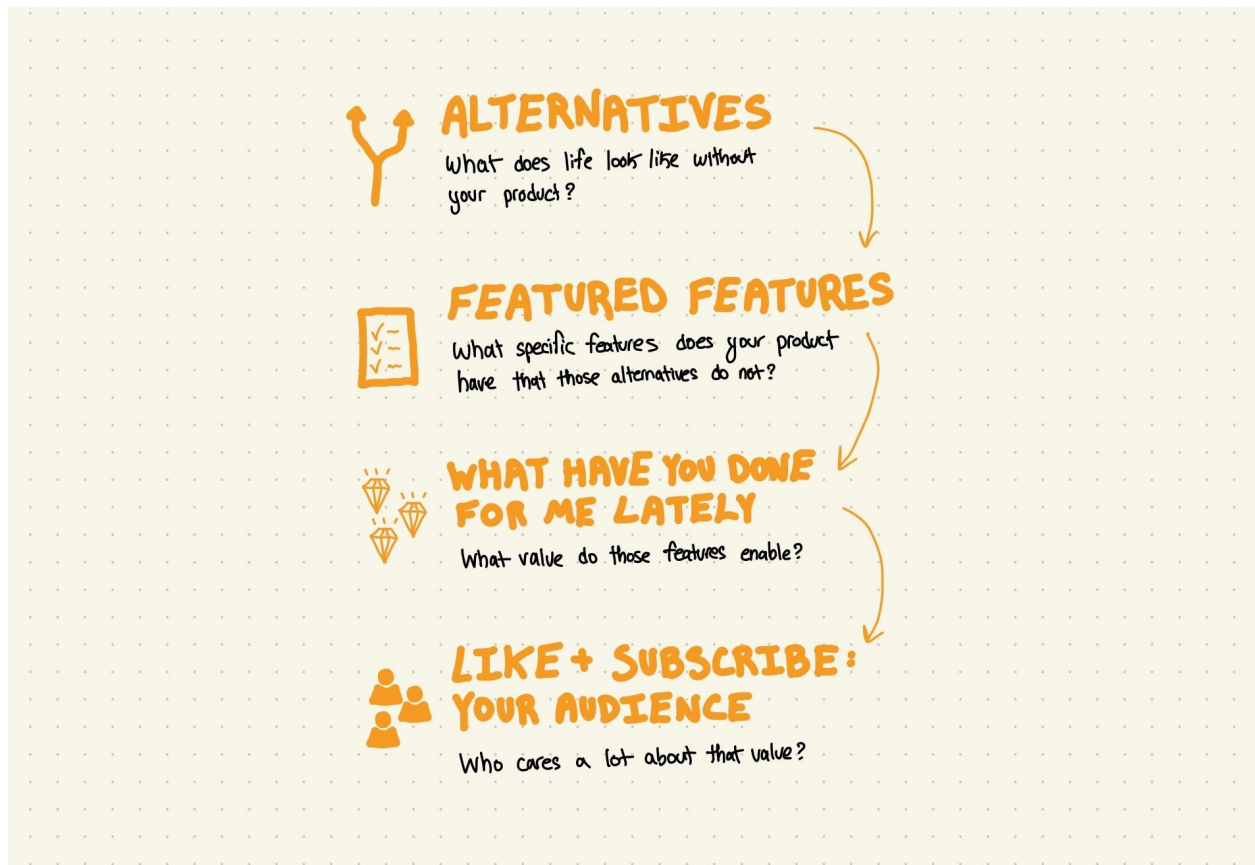 ALTERNATIVES
What does life look like without
your product?
FEATURED FEATURES
What specific features does your product
have that those alternatives do not?
WHAT HAVE YOU DONE
FOR ME LATELY
What value do those features enable?
LIKE + SUBSCRIBE:
YOUR AUDIENCE
Who cares a lot about that value?